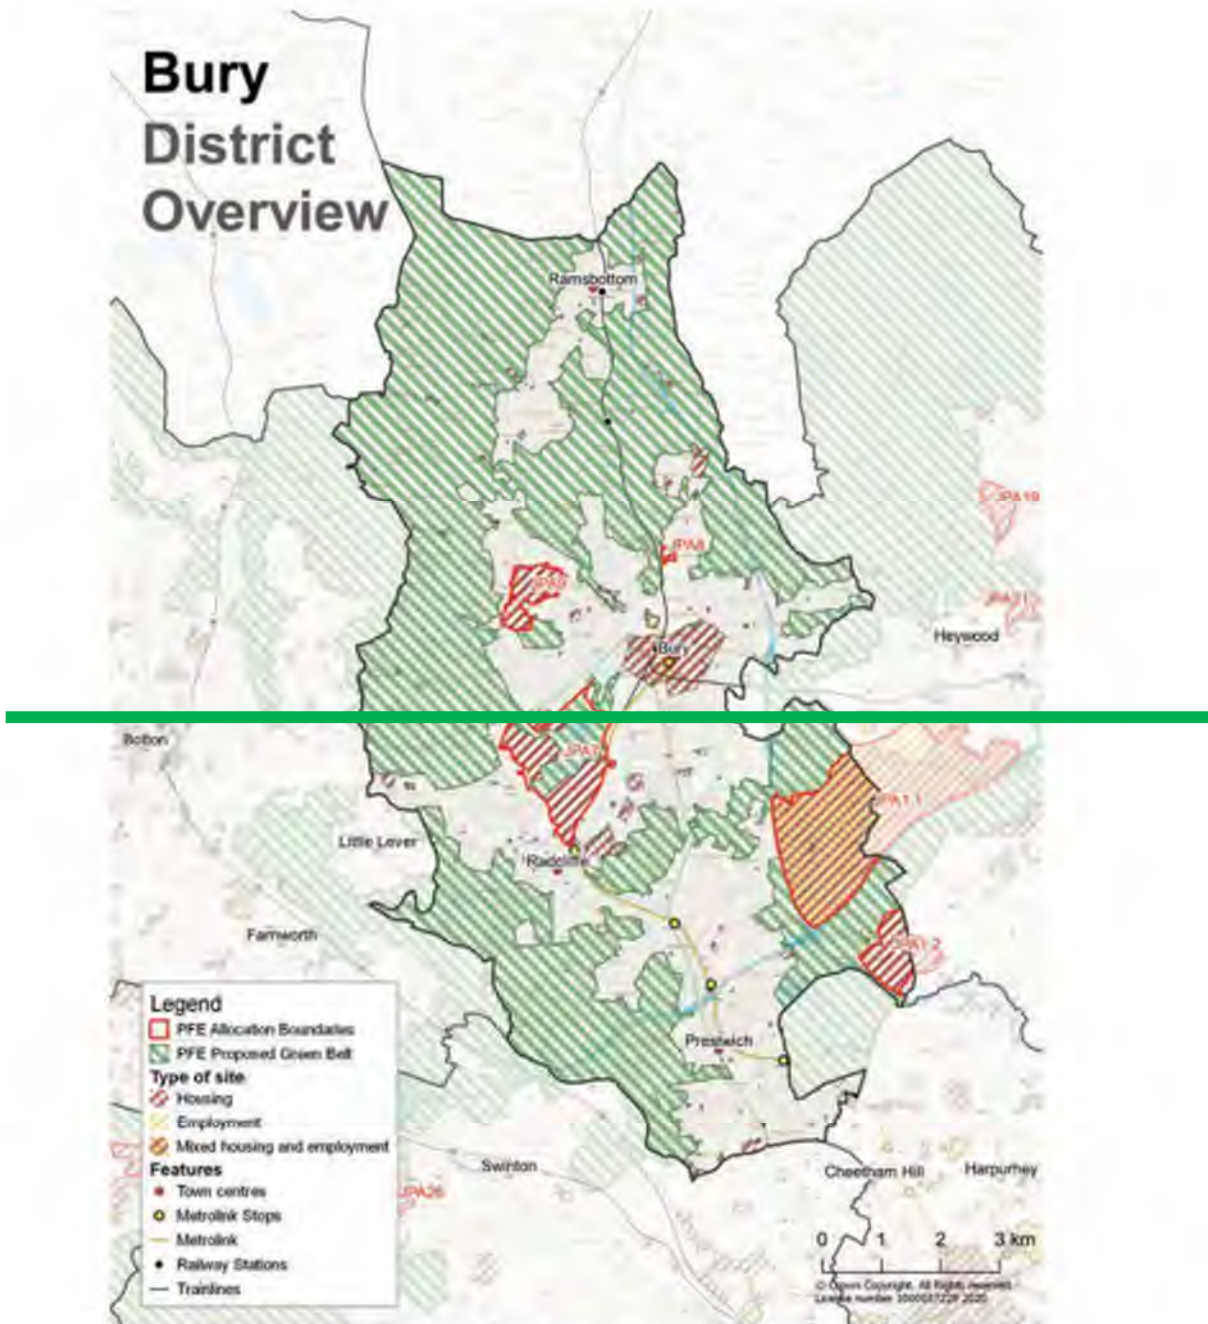 Bury
District
Overview
Ramsbottom
JPA19
JPA8
JPA9
Heywood
Bury
Bolton
JPA7
JPA1.1
Little Lever
Radcliffe
JPA1.2
Farnworth
Prestwich
Legend
PFE Allocation Boundaries
PFE Proposed Green Belt
Type of site
Housing
Employment
Mixed housing and employment
Features
Town centres
Metrolink Stops
Metrolink
Railway Stations
Trainlines
Swinton
JPA26
Cheetham Hill
Harpurhey
0 1 2 3 km
© Crown Copyright. All Rights reserved.
License number 2020